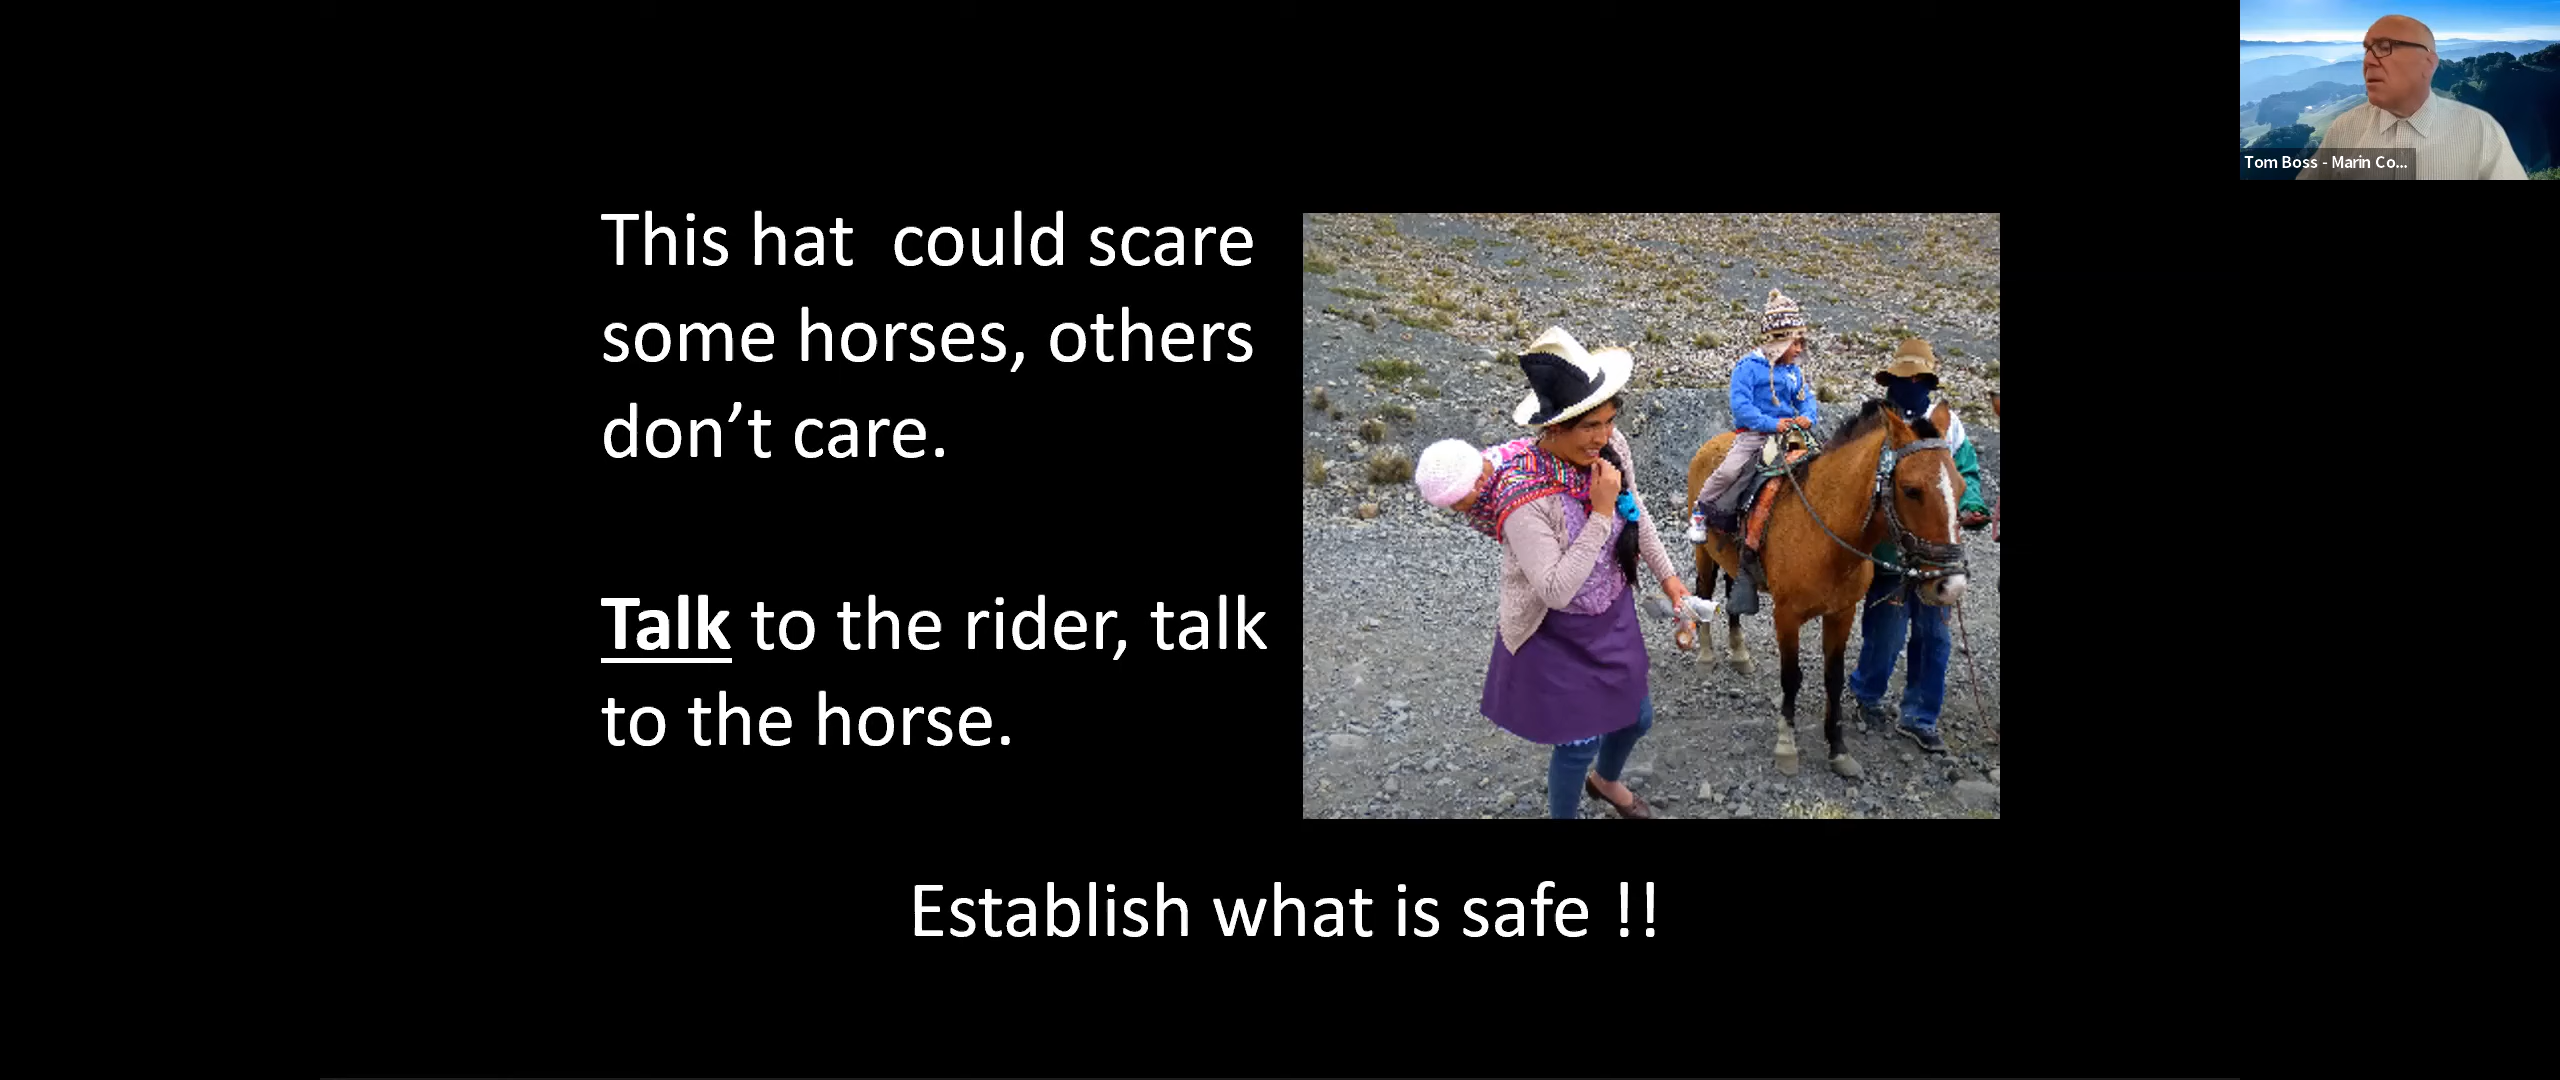 This hat  could scare
some horses, others
don’t care.
Talk to the rider, talk
to the horse.
Establish what is safe !!
Tom Boss - Marin Co...